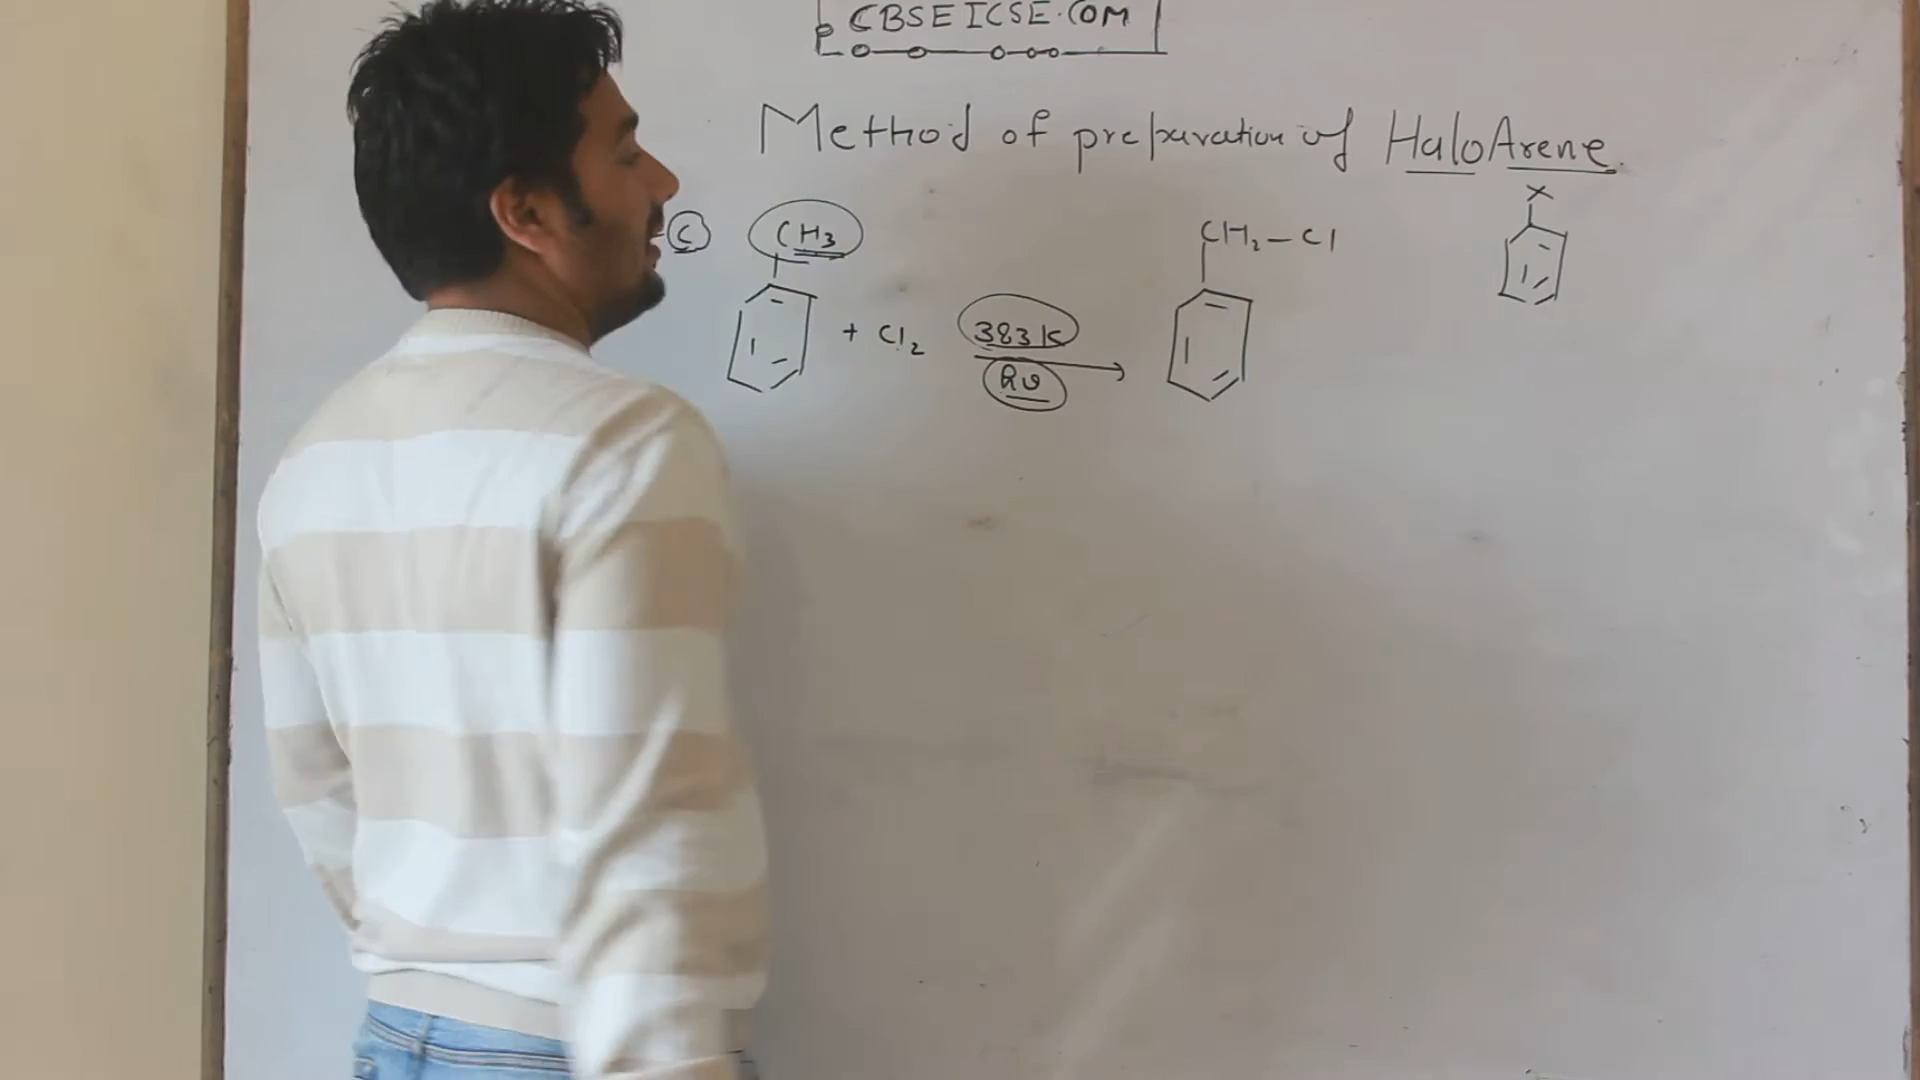 CBSEICSE.COM
Method of preparation of HaloArene.
X
C CH3 CH2-Cl
+ Cl2 383K
hν